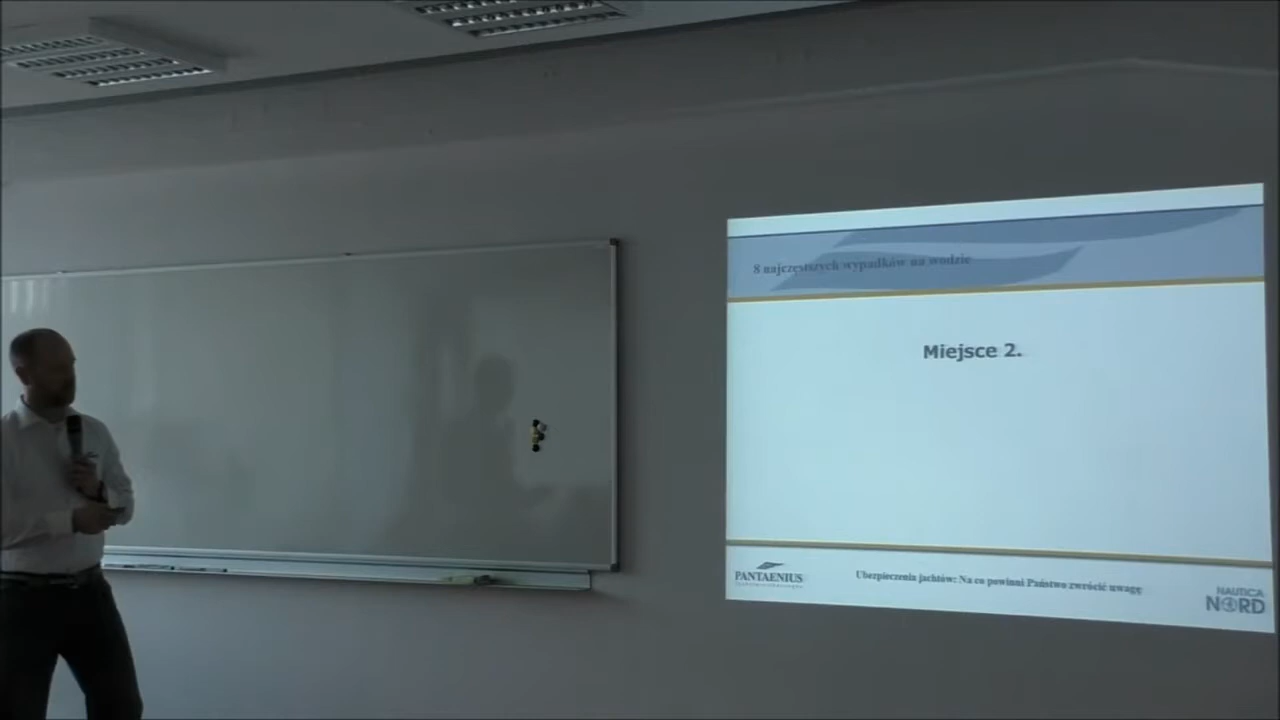 8 najczęstszych wypadków na wodzie
Miejsce 2.
PANTAENIUS
Ubezpieczenia jachtów: Na co powinni Państwo zwrócić uwagę
NAUTICA
NORD